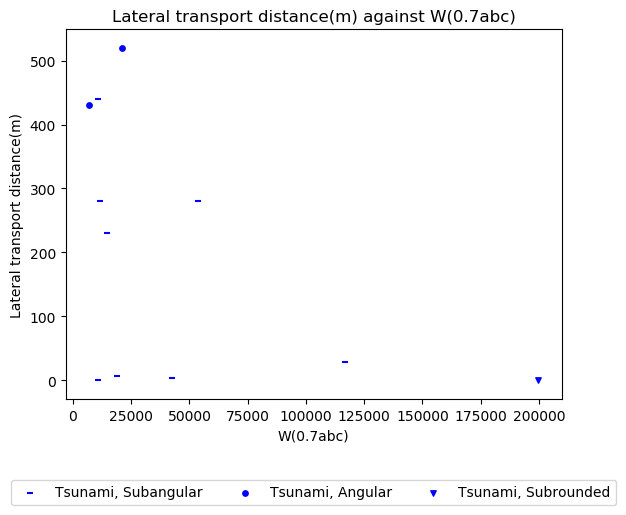 Lateral transport distance(m) against W(0.7abc)
Lateral transport distance(m)
500
400
300
200
100
0
0 25000 50000 75000 100000 125000 150000 175000 200000
W(0.7abc)
Tsunami, Subangular Tsunami, Angular Tsunami, Subrounded